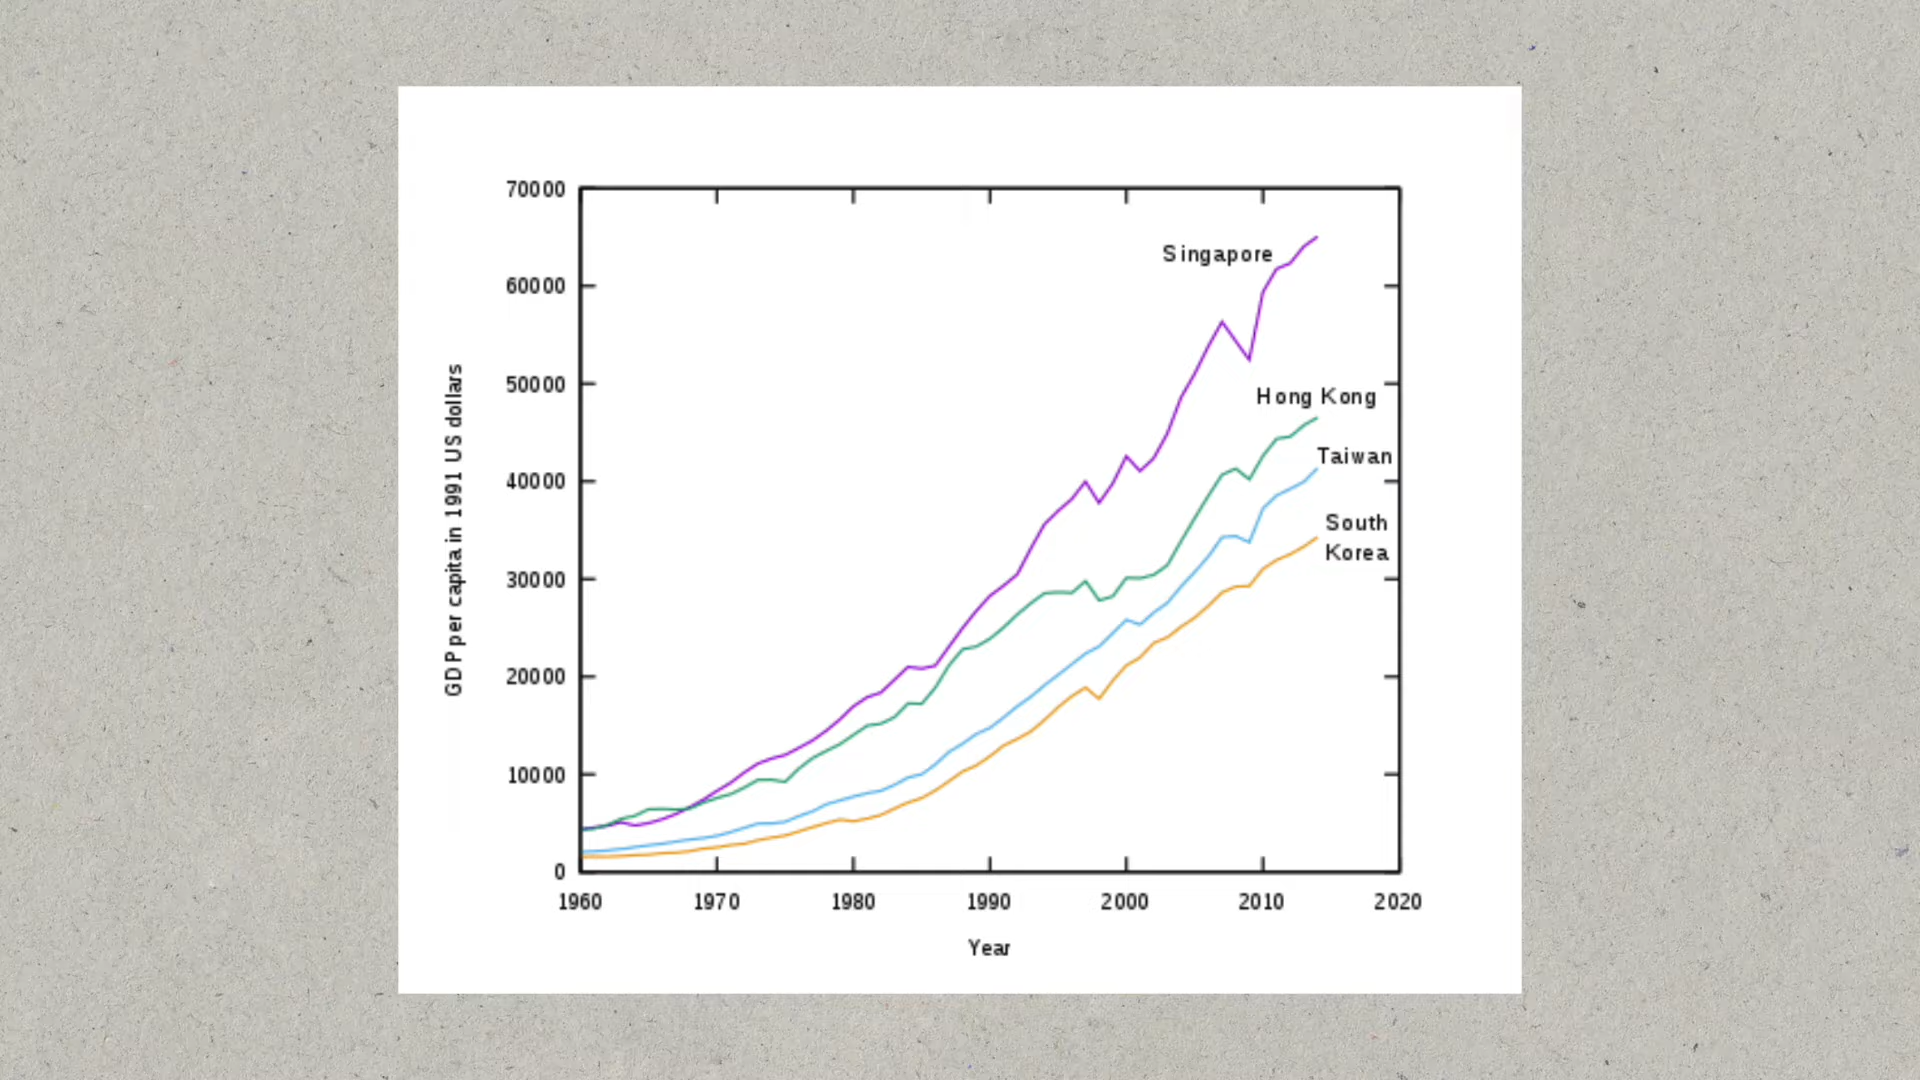 70000
60000
50000
40000
30000
20000
10000
0
GDP per capita in 1991 US dollars
Singapore
Hong Kong
Taiwan
South
Korea
1960 1970 1980 1990 2000 2010 2020
Year